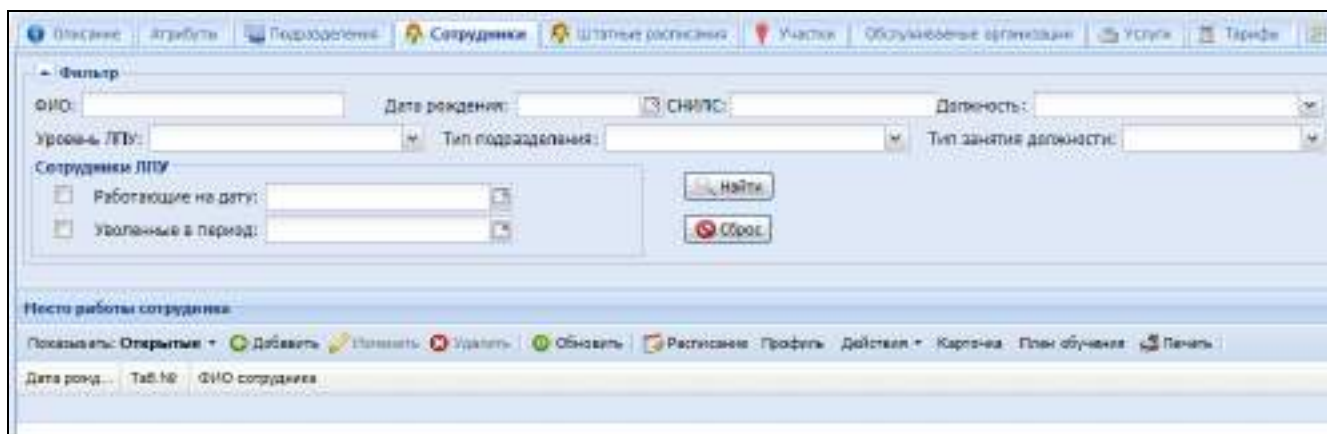 Описание Атрибуты Подразделения Сотрудники Штатные расписания Участки Обслуживаемые организации Услуги Тарифы
Фильтр
ФИО: Дата рождения: СНИЛС: Должность:
Уровень ЛПУ: Тип подразделения: Тип занятия должности:
Сотрудники ЛПУ
Работающие на дату: Найти
Уволенные в период: Сброс
Место работы сотрудника
Показывать: Открытые Добавить Изменить Удалить Обновить Расписание Профиль Действия Карточка План обучения Печать
Дата рожд... Таб.№ ФИО сотрудника